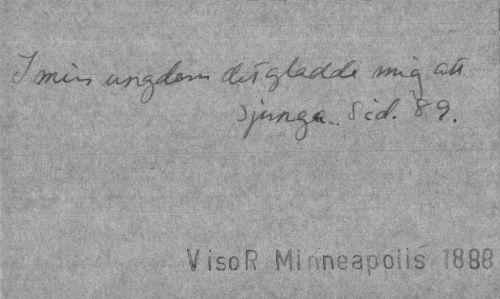 I min ungdom det gladde mig att
sjunga. Sid. 89.
VisoR Minneapolis 1888